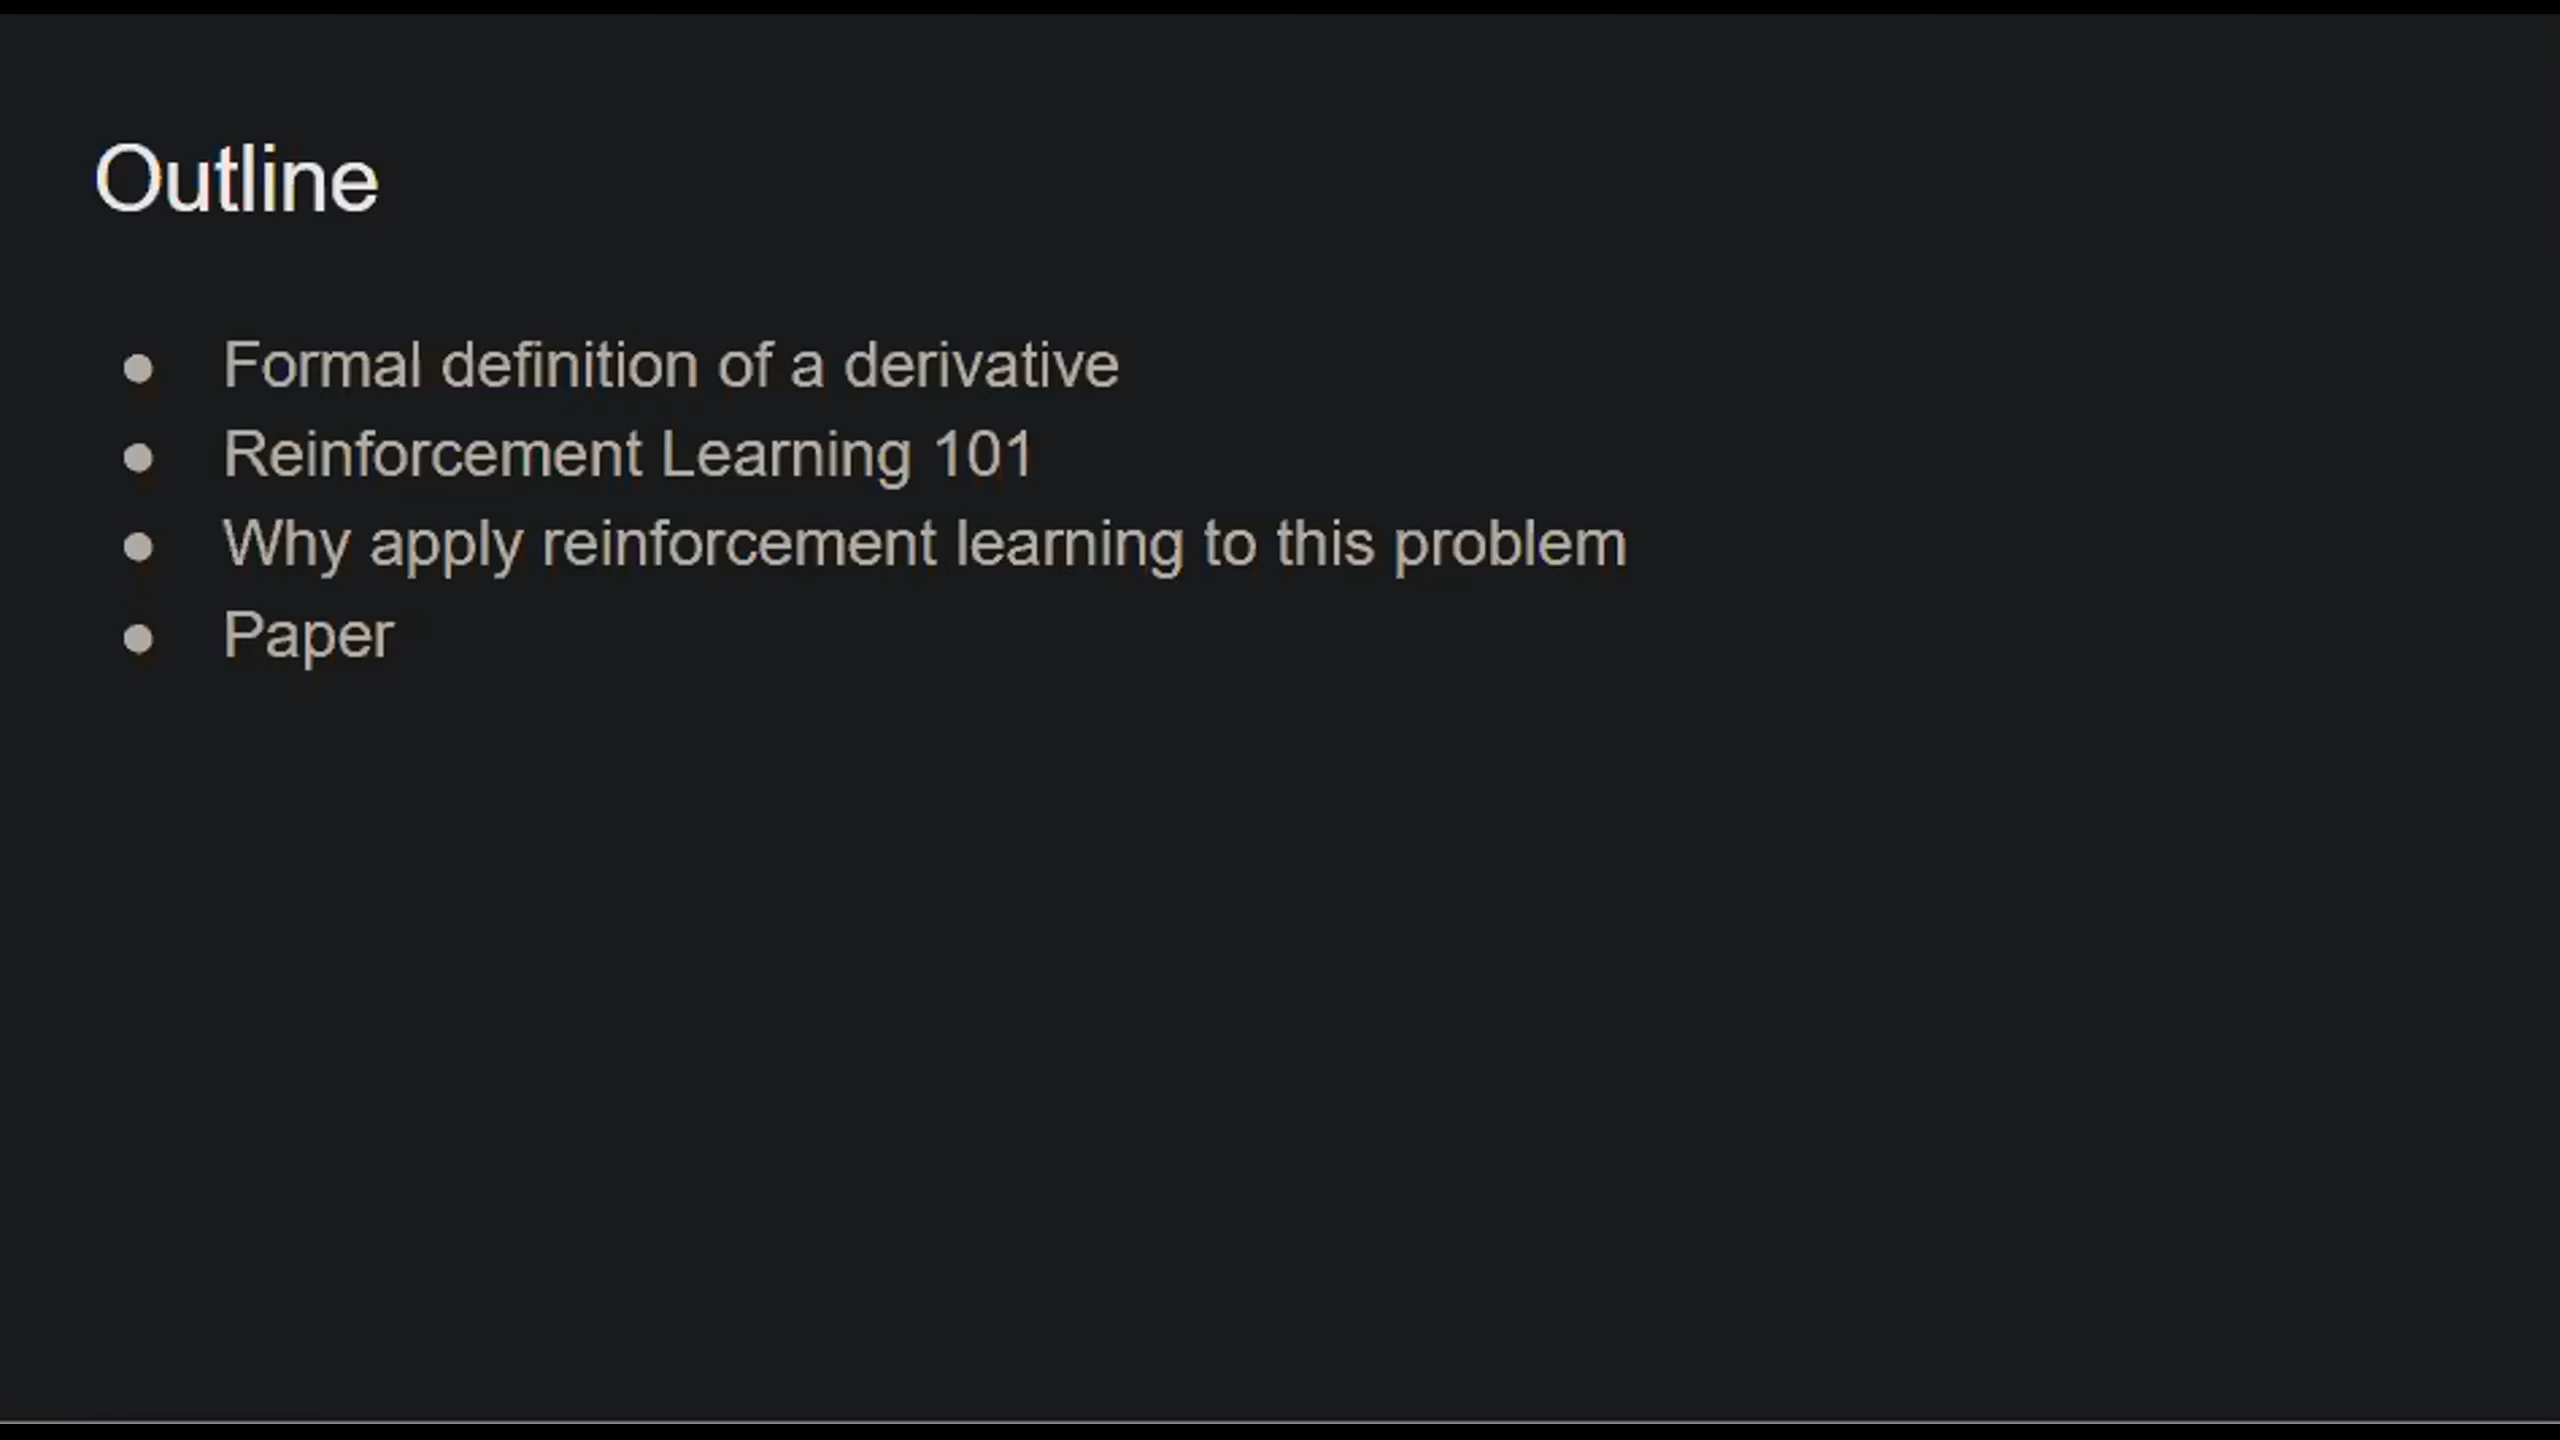 Outline
● Formal definition of a derivative
● Reinforcement Learning 101
● Why apply reinforcement learning to this problem
● Paper